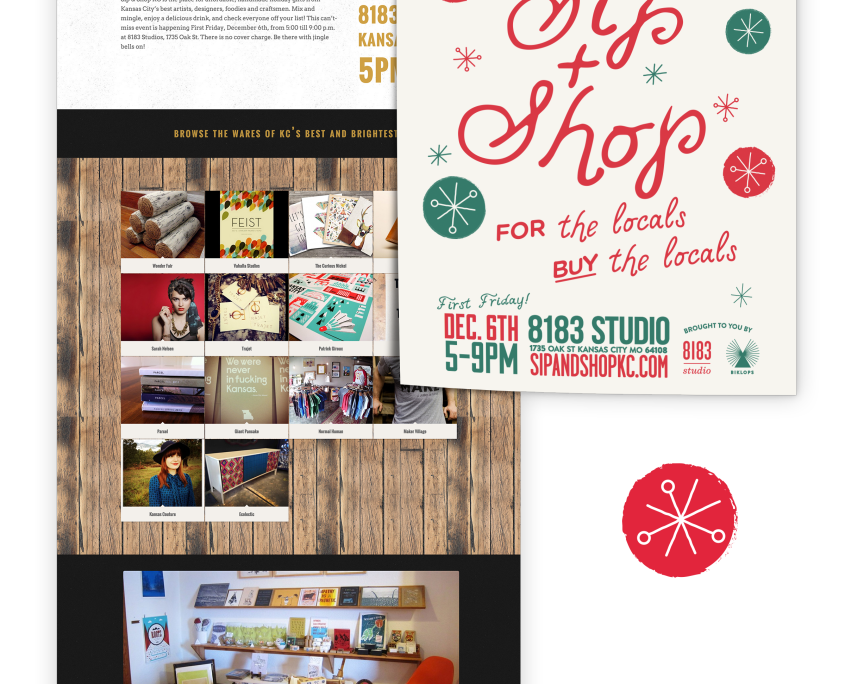 Kansas City's best artists, designers, foodies and craftsmen. Mix and
mingle, enjoy a delicious drink, and check everyone off your list! This can't-
miss event is happening First Friday, December 6th, from 5:00 till 9:00 p.m.
at 8183 Studios, 1735 Oak St. There is no cover charge. Be there with jingle
bells on!
8183
KANSA
5PM
BROWSE THE WARES OF KC'S BEST AND BRIGHTEST
Wonder Fair
Valhalla Studios
The Curious Nickel
FEIST
Sarah Nelsen
Frajet
Patrick Girous
We were
never
in fucking
Kansas.
Parsel
Giant Pancake
Normal Human
Maker Village
Kansas Couture
Ecolectic
Sip
+
Shop
FOR the locals
BUY the locals
First Friday!
DEC. 6TH
5-9PM
8183 STUDIO
1735 OAK ST KANSAS CITY MO 64108
SIPANDSHOPKC.COM
BROUGHT TO YOU BY
8183
studio
BIKLOPS